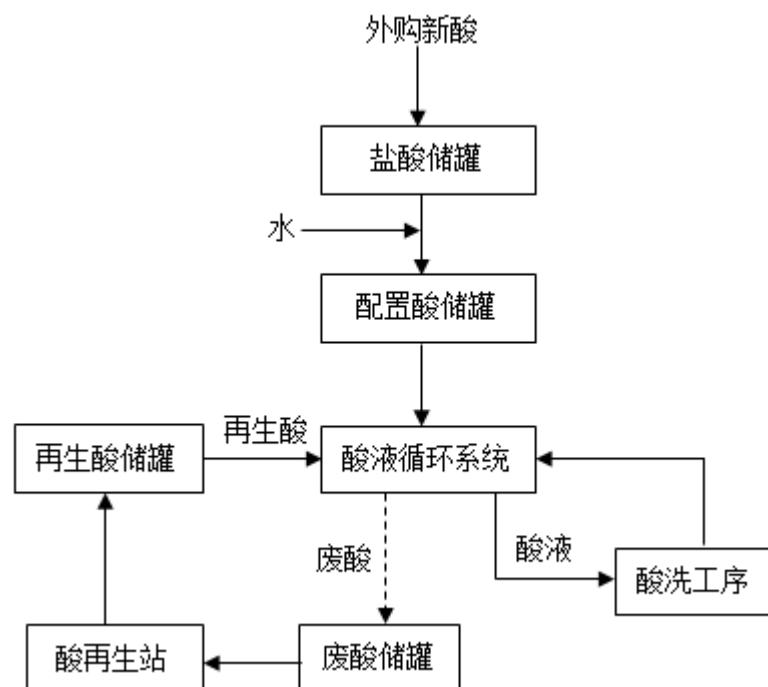 外购新酸
盐酸储罐
水
配置酸储罐
再生酸储罐
再生酸
酸液循环系统
废酸
酸液
酸洗工序
酸再生站
废酸储罐